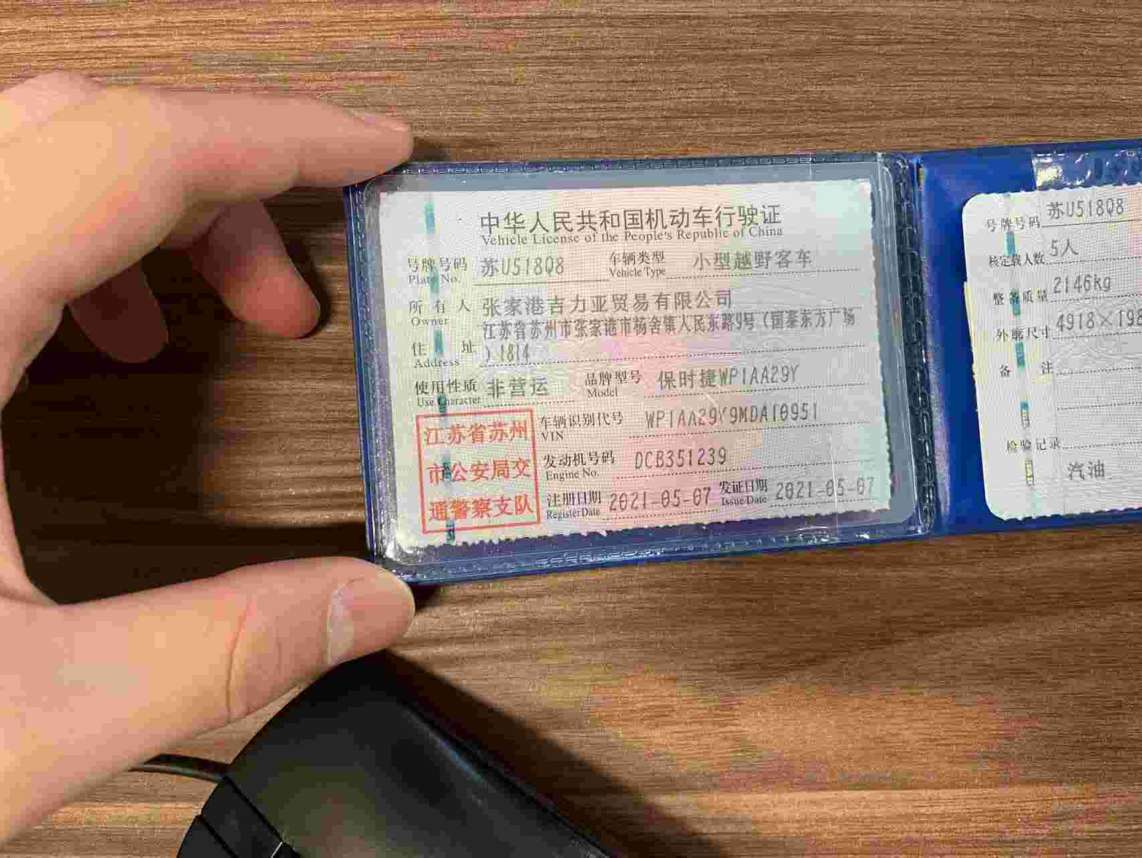 中华人民共和国机动车行驶证
Vehicle License of the People's Republic of China
号牌号码 苏U518Q8 车辆类型 小型越野客车
Plate No. Vehicle Type
所有人 张家港吉力亚贸易有限公司
Owner
江苏省苏州市张家港市杨舍镇人民东路9号（国泰东方广场
住址 ）1814
Address
使用性质 非营运 品牌型号 保时捷WP1AA29Y
Use Character Model
江苏省苏州
市公安局交
通警察支队
车辆识别代号 WP1AA29Y9MDA10951
VIN
发动机号码 DCB351239
Engine No.
注册日期 2021-05-07 发证日期 2021-05-07
Register Date Issue Date
号牌号码 苏U518Q8
核定载人数 5人
整备质量 2146kg
外廓尺寸 4918×192
备注
检验记录
汽油